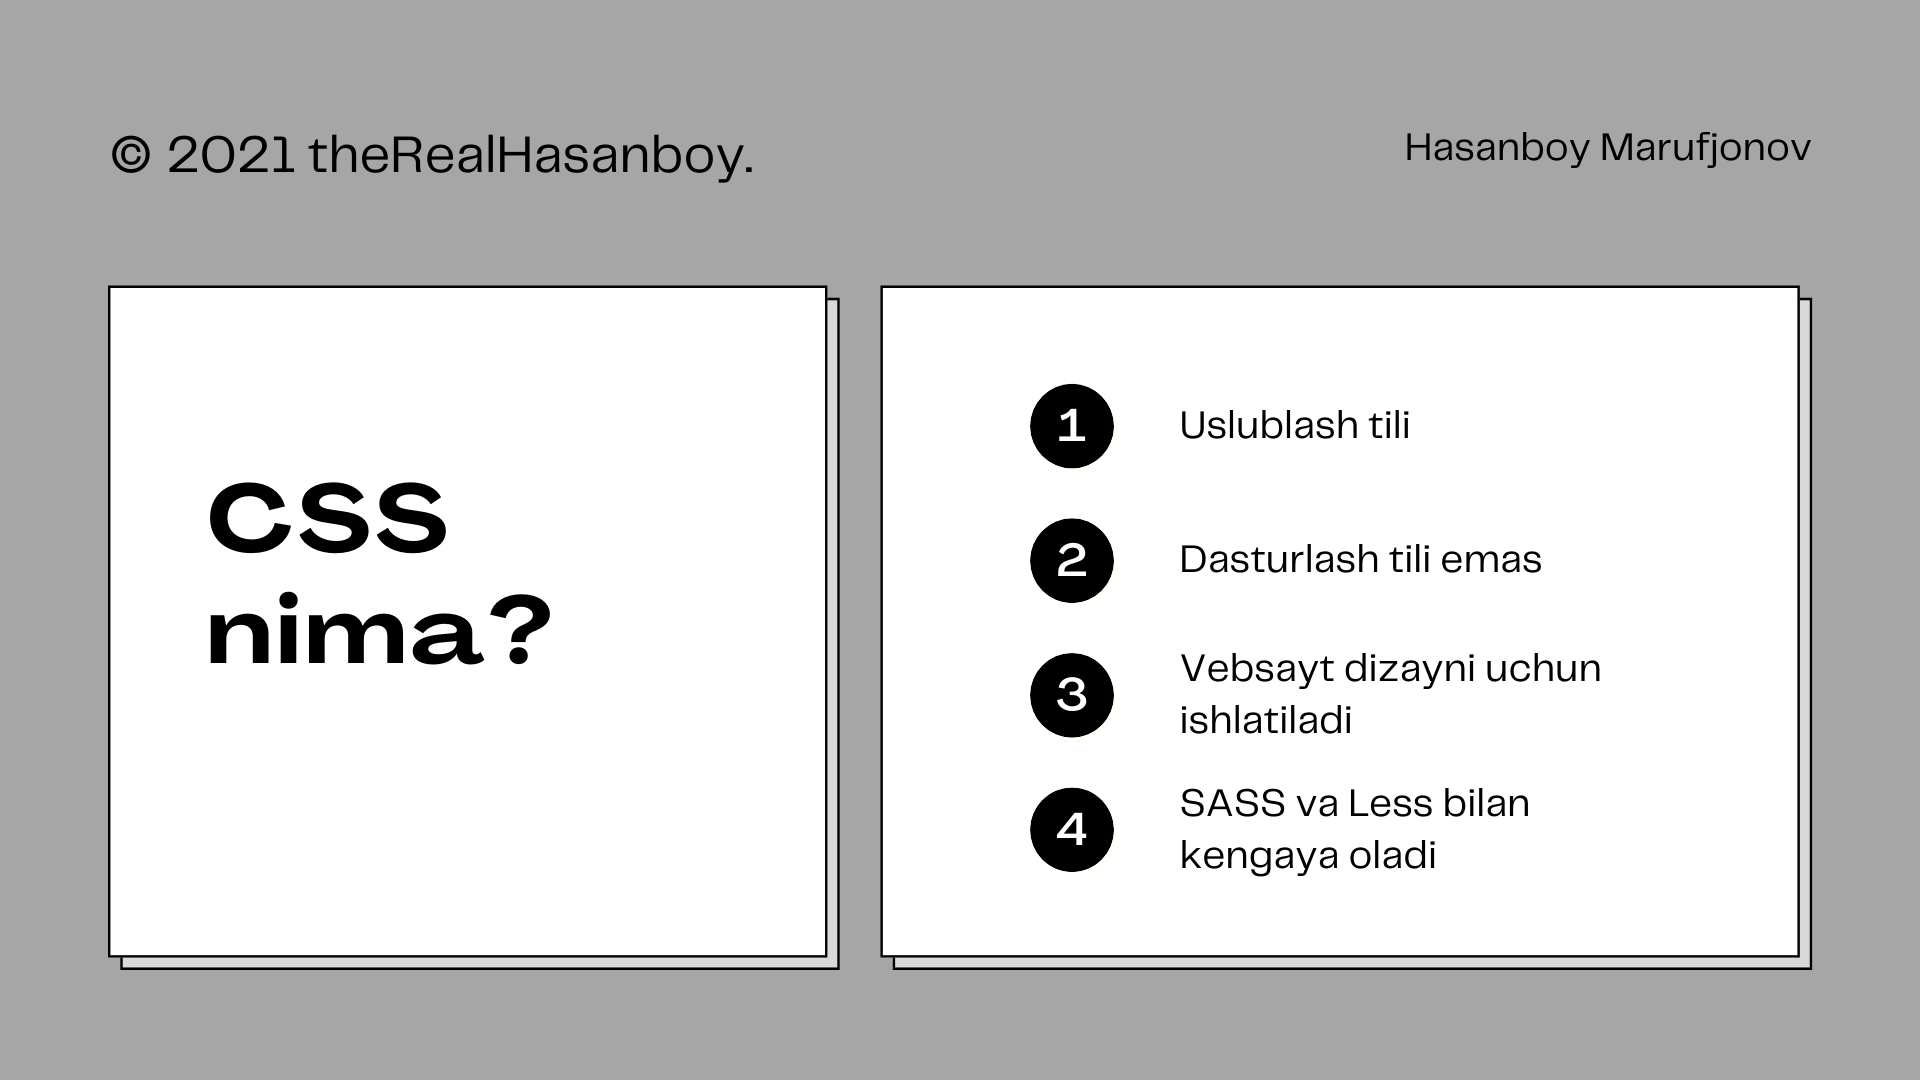 © 2021 theRealHasanboy.
Hasanboy Marufjonov
CSS
nima?
1 Uslublash tili
2 Dasturlash tili emas
3 Vebsayt dizayni uchun
ishlatiladi
4 SASS va Less bilan
kengaya oladi